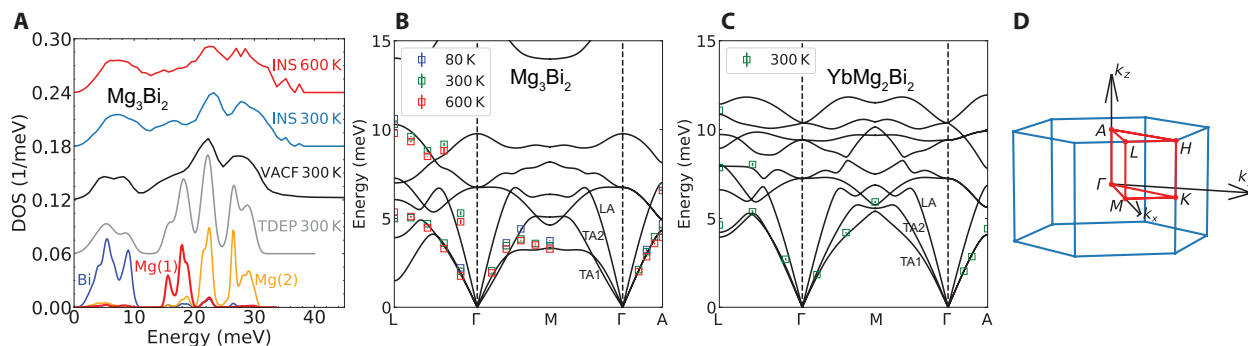 A
DOS (1/meV)
0.30
0.24
0.18
0.12
0.06
0.00
INS 600 K
Mg3Bi2
INS 300 K
VACF 300 K
TDEP 300 K
Bi
Mg(1)
Mg(2)
0 10 20 30 40
Energy (meV)
B
Energy (meV)
15
10
5
0
80 K
300 K
600 K
Mg3Bi2
LA
TA2
TA1
L Γ M Γ A
C
Energy (meV)
15
10
5
0
300 K
YbMg2Bi2
LA
TA2
TA1
L Γ M Γ A
D
kz
A
L
H
Γ
M
K
kx